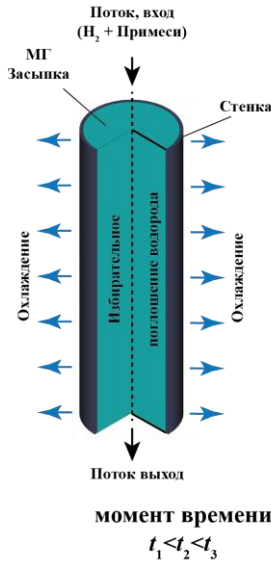 Поток, вход
(H₂ + Примеси)
МГ
Засыпка
Стенка
Охлаждение
Избирательное
поглощение водорода
Охлаждение
Поток выход
момент времени
t₁<t₂<t₃